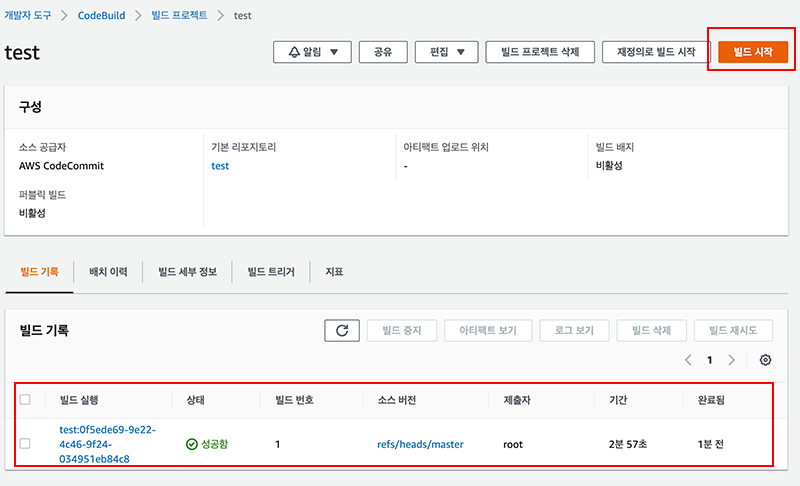 개발자 도구 > CodeBuild > 빌드 프로젝트 > test
test
알림 ▼ 공유 편집 ▼ 빌드 프로젝트 삭제 재정의로 빌드 시작 빌드 시작
구성
소스 공급자 기본 리포지토리 아티팩트 업로드 위치 빌드 배지
AWS CodeCommit test - 비활성
퍼블릭 빌드
비활성
빌드 기록 배치 이력 빌드 세부 정보 빌드 트리거 지표
빌드 기록 빌드 중지 아티팩트 보기 로그 보기 빌드 삭제 빌드 재시도
< 1 >
빌드 실행 상태 빌드 번호 소스 버전 제출자 기간 완료됨
test:0f5ede69-9e22-
4c46-9f24- 성공함 1 refs/heads/master root 2분 57초 1분 전
034951eb84c8